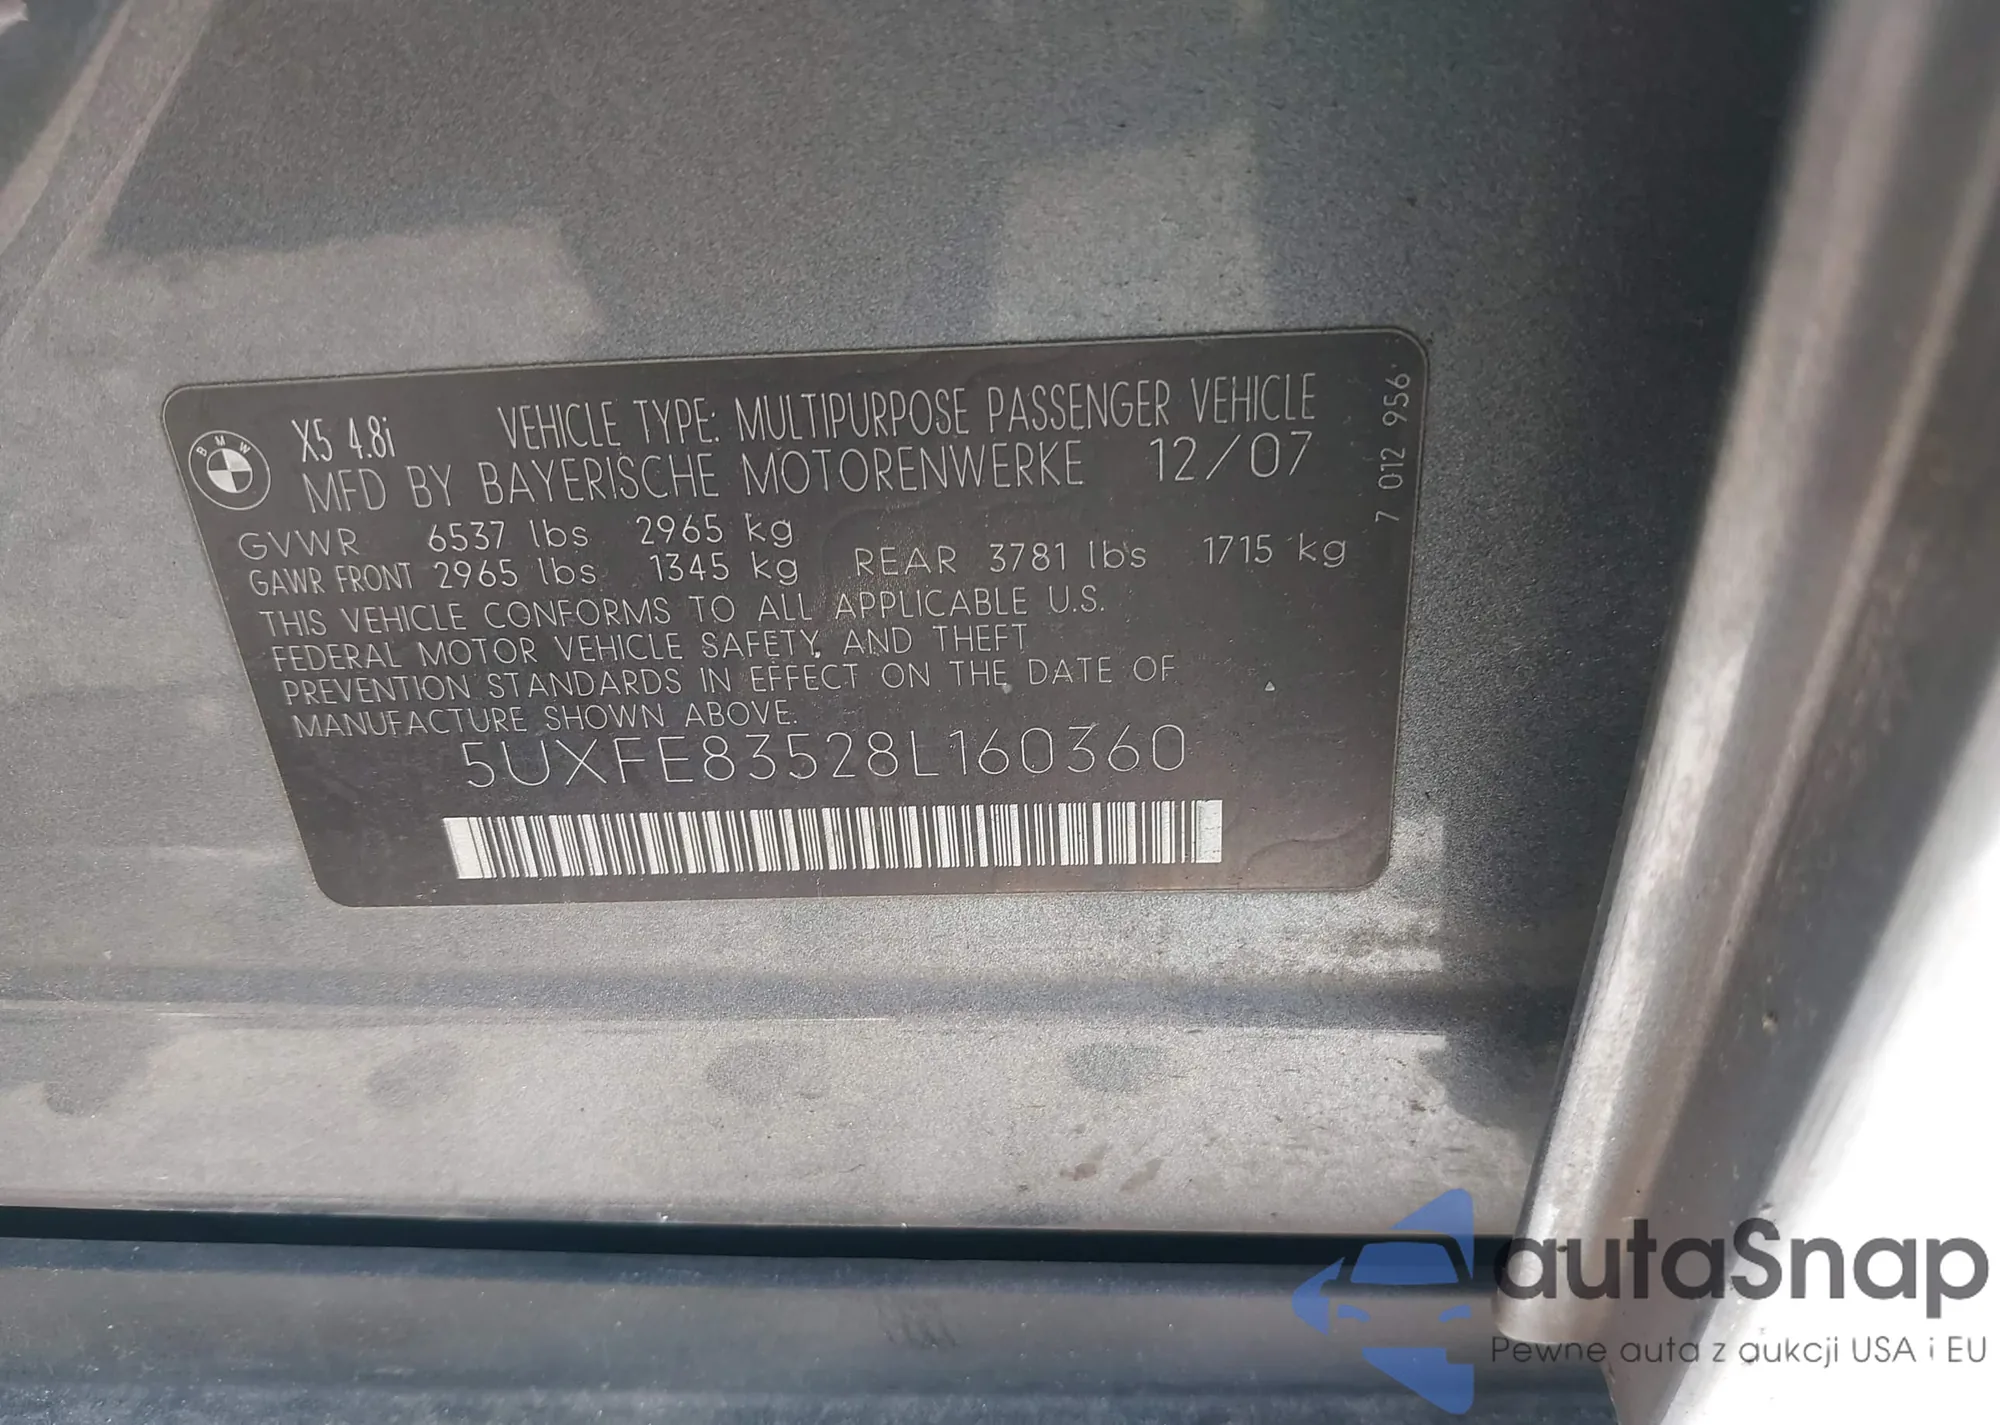 BMW
X5 4.8i VEHICLE TYPE: MULTIPURPOSE PASSENGER VEHICLE
MFD BY BAYERISCHE MOTORENWERKE 12/07
GVWR 6537 lbs 2965 kg
GAWR FRONT 2965 lbs 1345 kg REAR 3781 lbs 1715 kg
THIS VEHICLE CONFORMS TO ALL APPLICABLE U.S.
FEDERAL MOTOR VEHICLE SAFETY, AND THEFT
PREVENTION STANDARDS IN EFFECT ON THE DATE OF
MANUFACTURE SHOWN ABOVE.
5UXFE83528L160360
7 012 956
autaSnap
Pewne auta z aukcji USA i EU